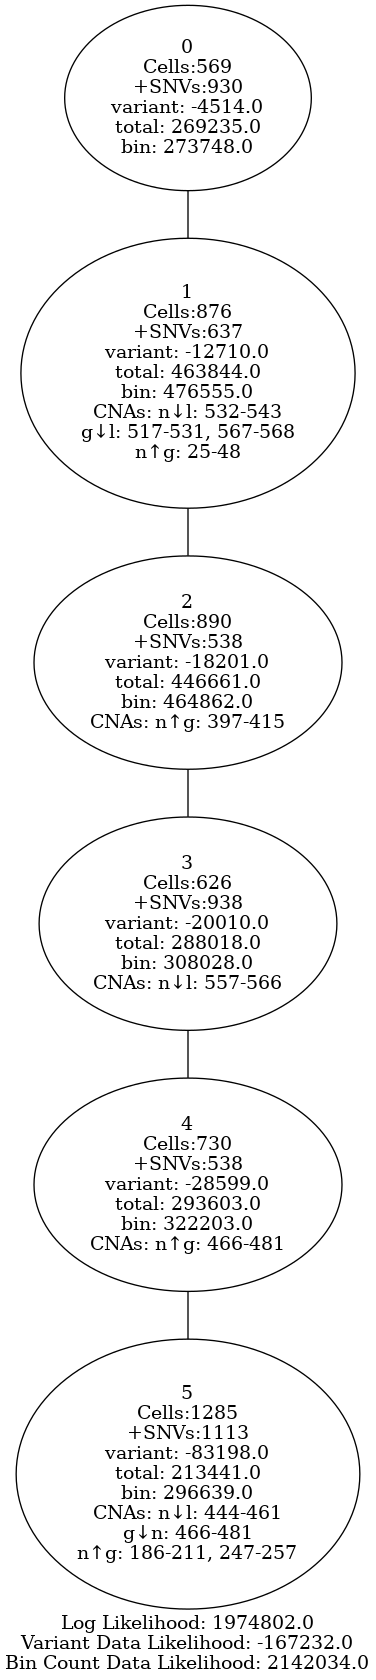 0
Cells:569
+SNVs:930
variant: -4514.0
total: 269235.0
bin: 273748.0
1
Cells:876
+SNVs:637
variant: -12710.0
total: 463844.0
bin: 476555.0
CNAs: n↓l: 532-543
g↓l: 517-531, 567-568
n↑g: 25-48
2
Cells:890
+SNVs:538
variant: -18201.0
total: 446661.0
bin: 464862.0
CNAs: n↑g: 397-415
3
Cells:626
+SNVs:938
variant: -20010.0
total: 288018.0
bin: 308028.0
CNAs: n↓l: 557-566
4
Cells:730
+SNVs:538
variant: -28599.0
total: 293603.0
bin: 322203.0
CNAs: n↑g: 466-481
5
Cells:1285
+SNVs:1113
variant: -83198.0
total: 213441.0
bin: 296639.0
CNAs: n↓l: 444-461
g↓n: 466-481
n↑g: 186-211, 247-257
Log Likelihood: 1974802.0
Variant Data Likelihood: -167232.0
Bin Count Data Likelihood: 2142034.0